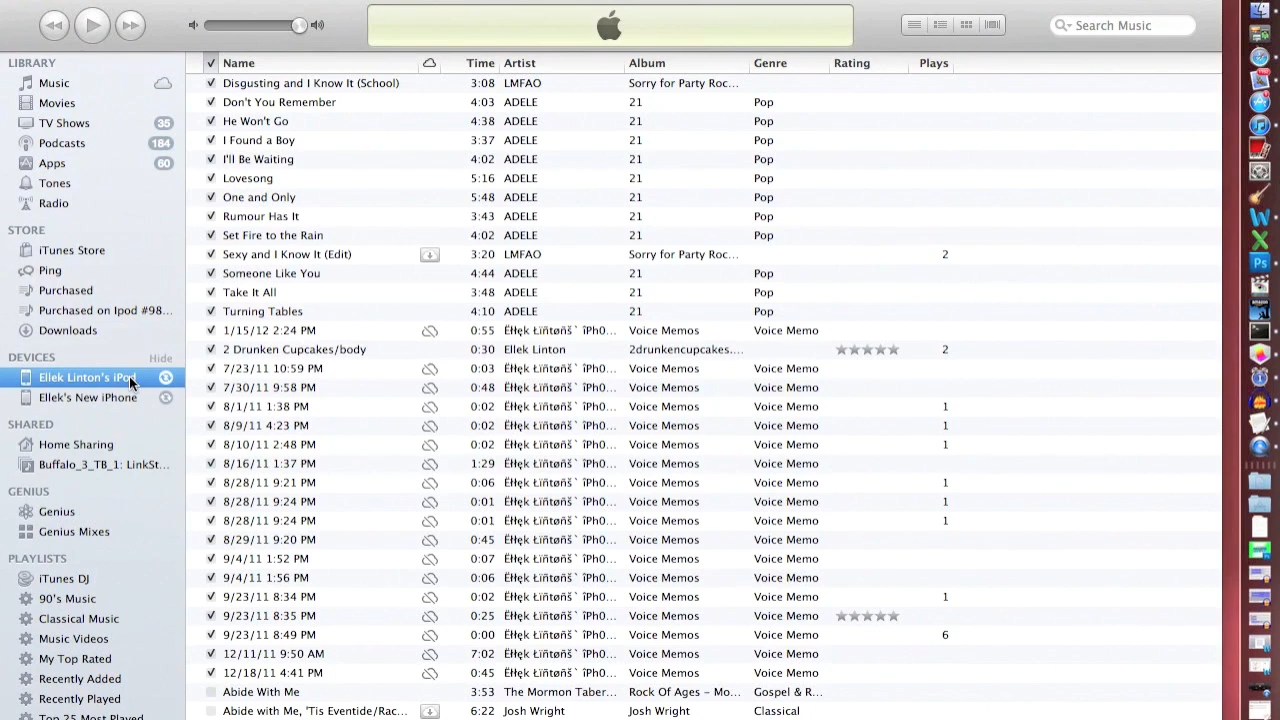 Search Music
LIBRARY
Music
Movies
TV Shows 35
Podcasts 184
Apps 60
Tones
Radio
STORE
iTunes Store
Ping
Purchased
Purchased on Ipod #98...
Downloads
DEVICES Hide
Ellek Linton's iPod
Ellek's New iPhone
SHARED
Home Sharing
Buffalo_3_TB_1: LinkSt...
GENIUS
Genius
Genius Mixes
PLAYLISTS
iTunes DJ
90's Music
Classical Music
Music Videos
My Top Rated
Recently Added
Recently Played
Top 25 Most Played
✓ Name Time Artist Album Genre Rating Plays
Disgusting and I Know It (School) 3:08 LMFAO Sorry for Party Roc...
Don't You Remember 4:03 ADELE 21 Pop
He Won't Go 4:38 ADELE 21 Pop
I Found a Boy 3:37 ADELE 21 Pop
I'll Be Waiting 4:02 ADELE 21 Pop
Lovesong 5:16 ADELE 21 Pop
One and Only 5:48 ADELE 21 Pop
Rumour Has It 3:43 ADELE 21 Pop
Set Fire to the Rain 4:02 ADELE 21 Pop
Sexy and I Know It (Edit) 3:20 LMFAO Sorry for Party Roc... 2
Someone Like You 4:44 ADELE 21 Pop
Take It All 3:48 ADELE 21 Pop
Turning Tables 4:10 ADELE 21 Pop
1/15/12 2:24 PM 0:55 Voice Memos Voice Memo
2 Drunken Cupcakes/body 0:30 Ellek Linton 2drunkencupcakes.... 2
7/23/11 10:59 PM 0:03 Voice Memos Voice Memo
7/30/11 9:58 PM 0:48 Voice Memos Voice Memo
8/1/11 1:38 PM 0:02 Voice Memos Voice Memo 1
8/9/11 4:23 PM 0:02 Voice Memos Voice Memo 1
8/10/11 2:48 PM 0:02 Voice Memos Voice Memo 1
8/16/11 1:37 PM 1:29 Voice Memos Voice Memo
8/28/11 9:21 PM 0:06 Voice Memos Voice Memo 1
8/28/11 9:24 PM 0:01 Voice Memos Voice Memo 1
8/28/11 9:24 PM 0:01 Voice Memos Voice Memo 1
8/29/11 9:20 PM 0:45 Voice Memos Voice Memo
9/4/11 1:52 PM 0:07 Voice Memos Voice Memo
9/4/11 1:56 PM 0:06 Voice Memos Voice Memo
9/23/11 8:34 PM 0:02 Voice Memos Voice Memo 1
9/23/11 8:35 PM 0:25 Voice Memos Voice Memo
9/23/11 8:49 PM 0:02 Voice Memos Voice Memo 6
12/11/11 9:50 AM 7:02 Voice Memos Voice Memo
12/18/11 4:41 PM 0:55 Voice Memos Voice Memo
Abide With Me 3:53 The Mormon Taber... Rock Of Ages - Mo... Gospel & R...
Abide with Me, 'Tis Eventide/Rac... 4:40 Josh Wright Josh Wright Classical